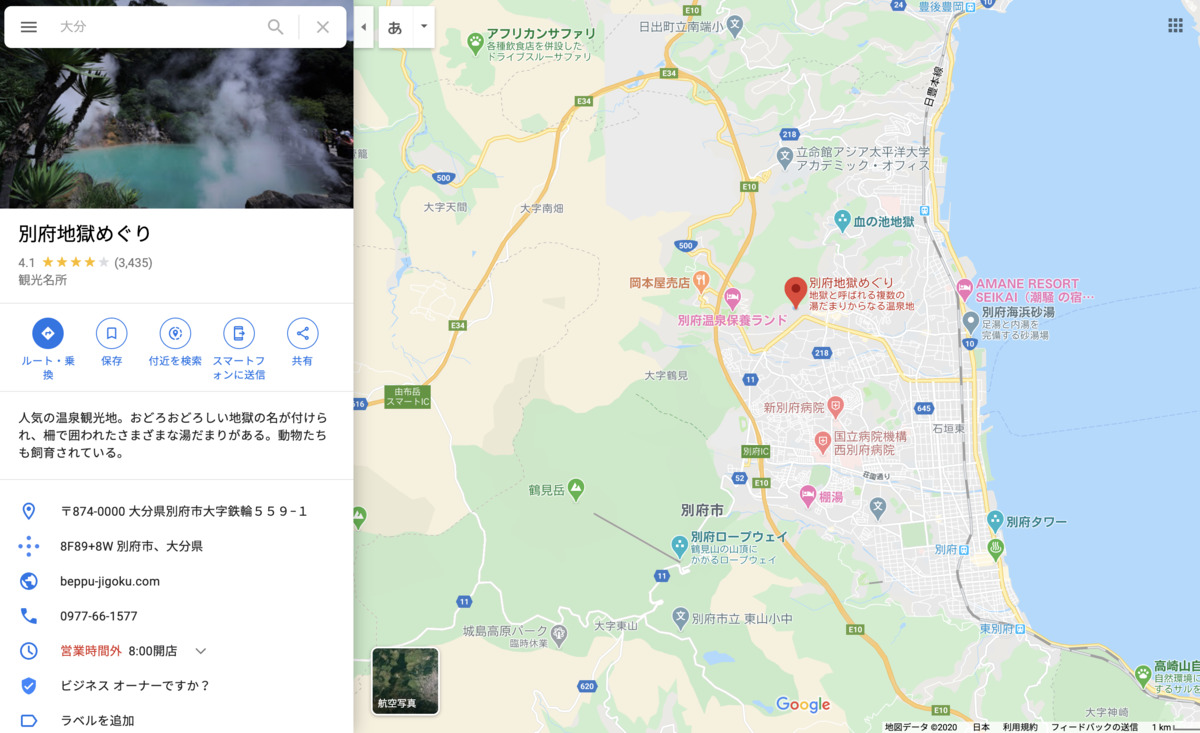 大分
別府地獄めぐり
4.1 ★★★★★ (3,435)
観光名所
ルート・乗
換
保存
付近を検索
スマートフ
ォンに送信
共有
人気の温泉観光地。おどろおどろしい地獄の名が付けら
れ、柵で囲われたさまざまな湯だまりがある。動物たち
も飼育されている。
〒874-0000 大分県別府市大字鉄輪５５９−１
8F89+8W 別府市、大分県
beppu-jigoku.com
0977-66-1577
営業時間外 8:00開店
ビジネス オーナーですか？
ラベルを追加
あ
E10
24
豊後豊岡
10
日出町立南端小
アフリカンサファリ
各種飲食店を併設した
ドライブスルーサファリ
E34
日豊本線
E34
218
立命館アジア太平洋大学
アカデミック・オフィス
500
E10
大字天間
大字南畑
血の池地獄
500
岡本屋売店
別府地獄めぐり
地獄と呼ばれる複数の
湯だまりからなる温泉地
AMANE RESORT
SEIKAI（潮騒 の宿…
別府温泉保養ランド
別府海浜砂湯
足湯と内湯を
完備する砂湯場
E34
10
218
大字鶴見
11
由布岳
スマートIC
616
新別府病院
645
石垣東
国立病院機構
西別府病院
別府IC
52
E10
荘園通り
鶴見岳
棚湯
別府市
別府タワー
別府ロープウェイ
鶴見山の山頂に
かかるロープウェイ
別府
11
11
別府市立 東山小中
大字東山
城島高原パーク
臨時休業
E10
東別府
620
高崎山自
自然環境に
するサルを
航空写真
Google
E10
大字神崎
地図データ ©2020 日本 利用規約 フィードバックの送信 1 km